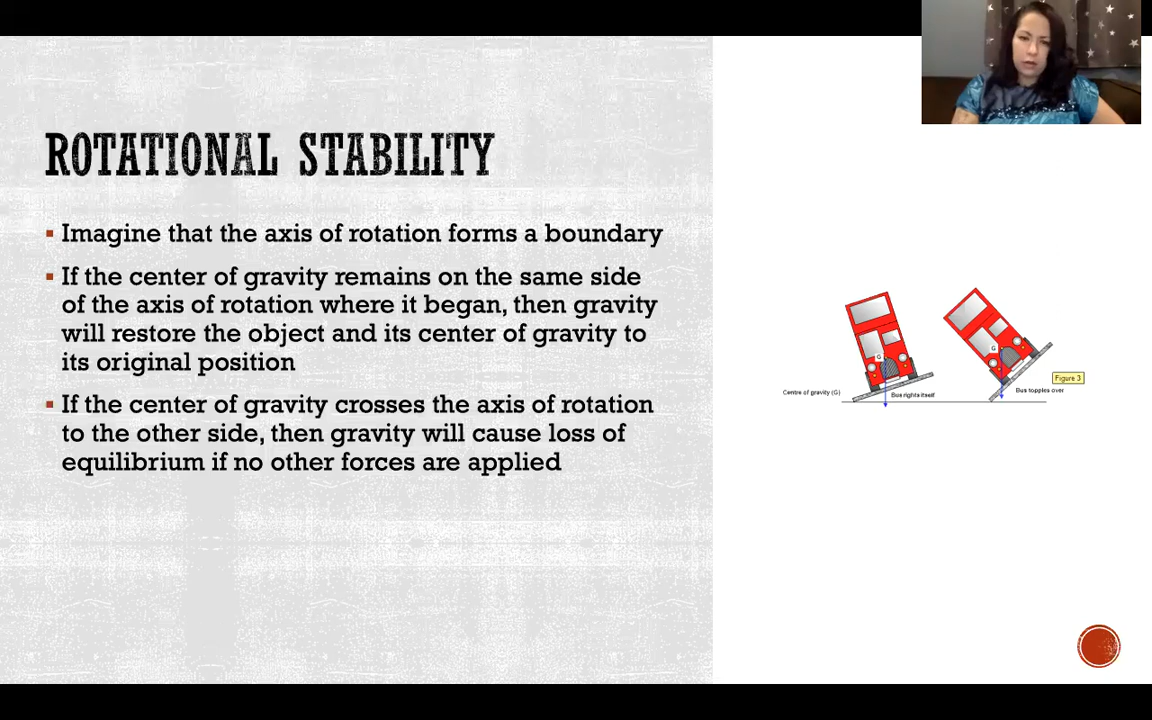 ROTATIONAL STABILITY
▪ Imagine that the axis of rotation forms a boundary
▪ If the center of gravity remains on the same side
of the axis of rotation where it began, then gravity
will restore the object and its center of gravity to
its original position
▪ If the center of gravity crosses the axis of rotation
to the other side, then gravity will cause loss of
equilibrium if no other forces are applied
G
G
Figure 3
Centre of gravity (G)
Bus rights itself
Bus topples over